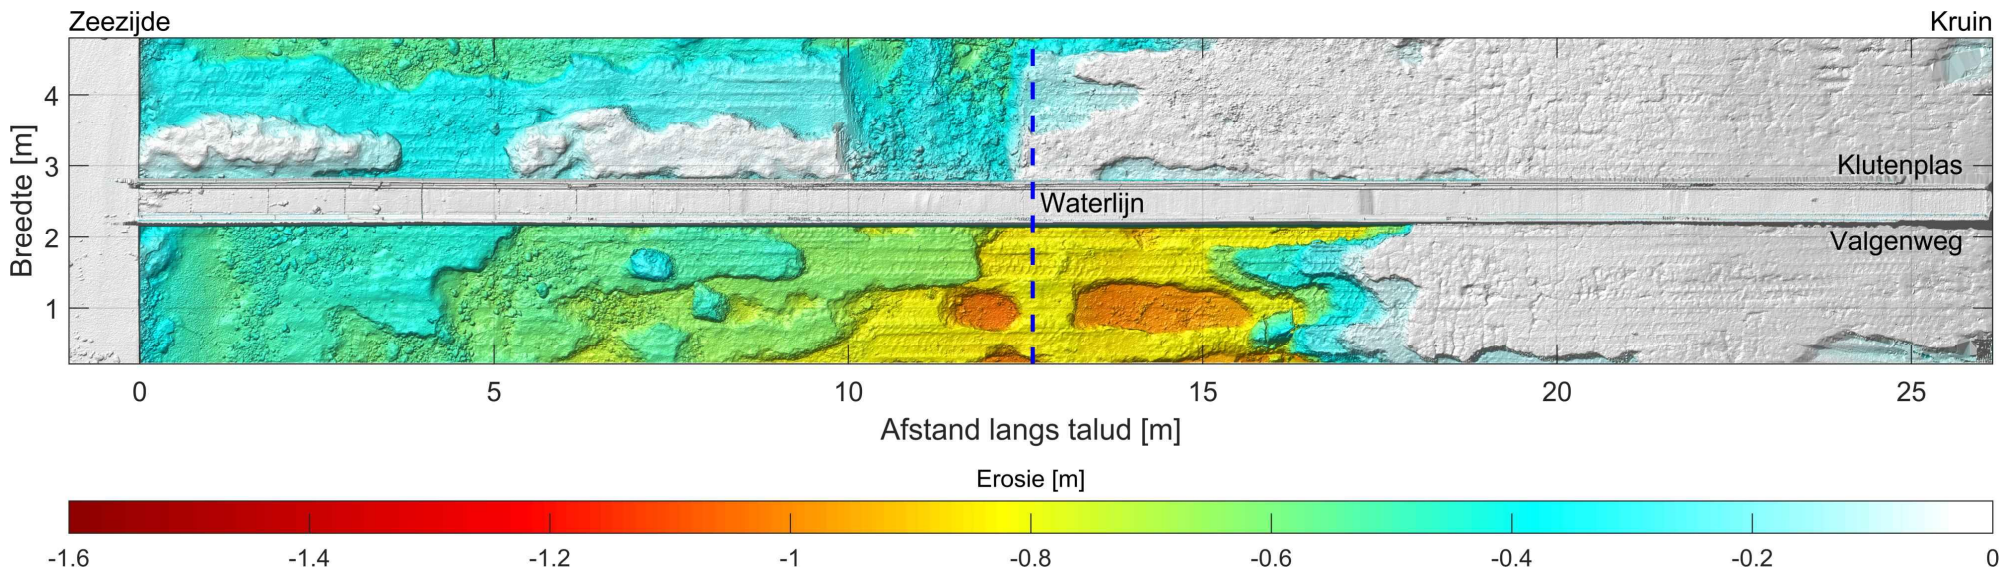 Zeezijde Kruin
4
3
2
1
Breedte [m]
Klutenplas
Waterlijn
Valgenweg
0 5 10 15 20 25
Afstand langs talud [m]
Erosie [m]
-1.6 -1.4 -1.2 -1 -0.8 -0.6 -0.4 -0.2 0